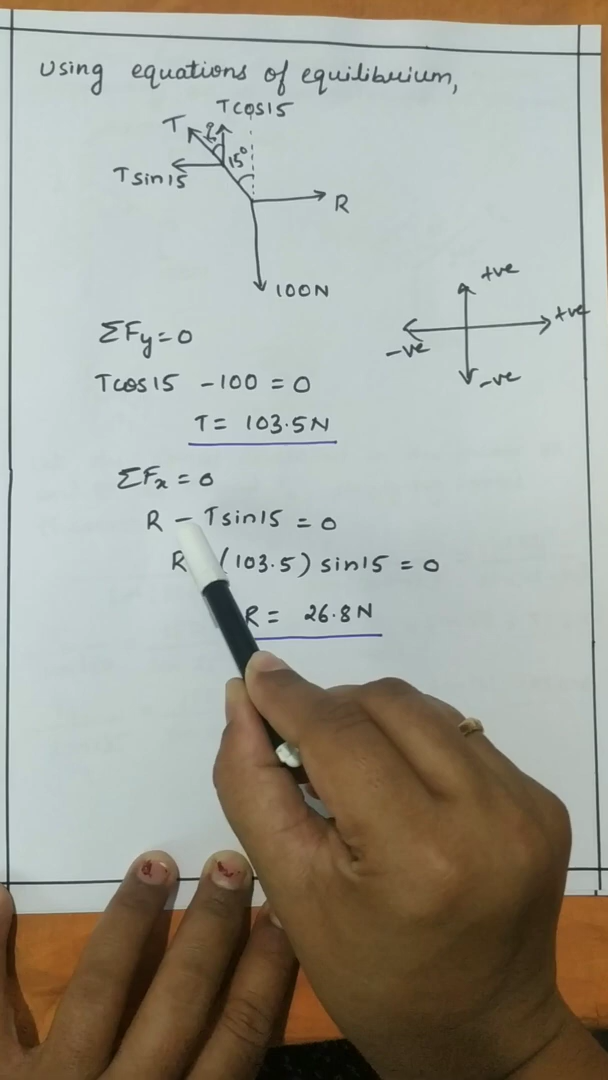 Using equations of equilibrium,
Tcos15
T
15°
Tsin15
R
100N
+ve
+ve
-ve
-ve
ΣFy=0
Tcos15 -100 = 0
T= 103.5N
ΣFx = 0
R - Tsin15 = 0
R (103.5) sin15 = 0
R= 26.8N